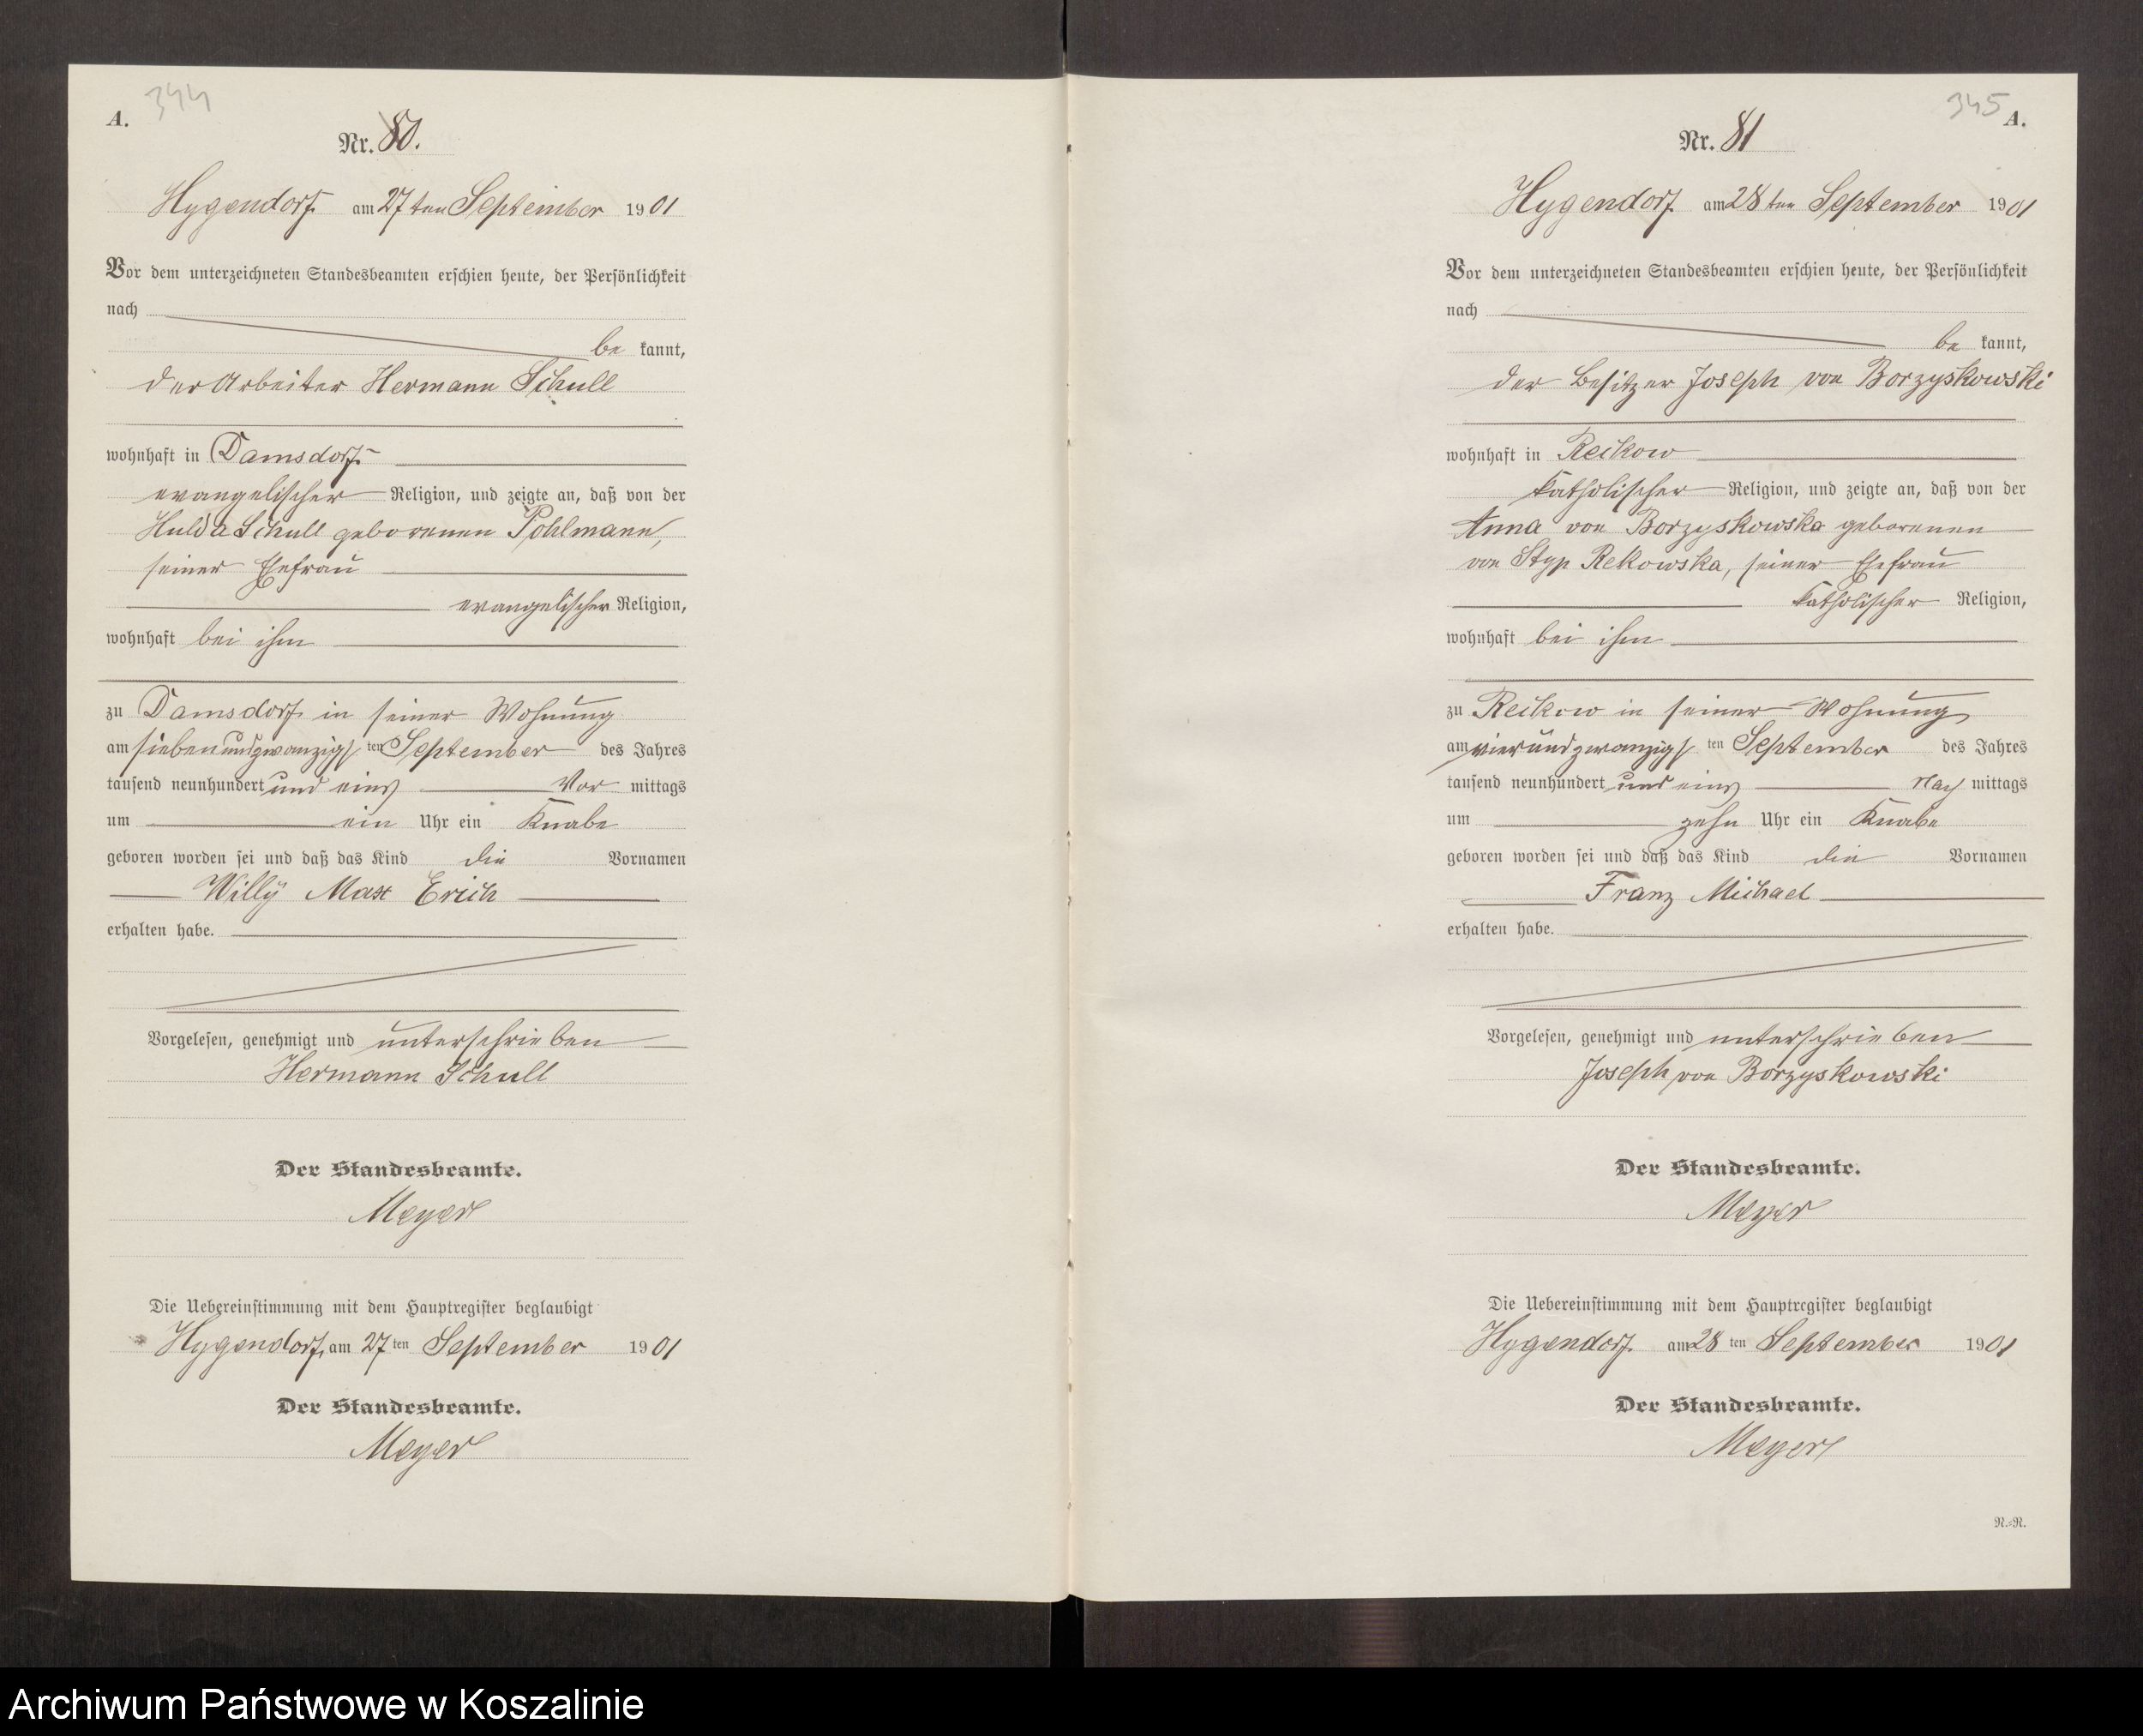 A.
344
Nr. 80.
Hygendorf am 27ten September 1901
Vor dem unterzeichneten Standesbeamten erschien heute, der Persönlichkeit
nach
be kannt,
der Arbeiter Hermann Schull
wohnhaft in Damsdorf
evangelischer Religion, und zeigte an, daß von der
Hulda Schull geborenen Pohlmann,
seiner Ehefrau
evangelischer Religion,
wohnhaft bei ihm
zu Damsdorf in seiner Wohnung
am siebenundzwanzigsten September des Jahres
tausend neunhundert und eins Vor mittags
um ein Uhr ein Knabe
geboren worden sei und daß das Kind die Vornamen
Willy Max Erich
erhalten habe.
Vorgelesen, genehmigt und unterschrieben
Hermann Schull
Der Standesbeamte.
Meyer
Die Uebereinstimmung mit dem Hauptregister beglaubigt
Hygendorf, am 27ten September 1901
Der Standesbeamte.
Meyer
345
A.
Nr. 81
Hygendorf am 28ten September 1901
Vor dem unterzeichneten Standesbeamten erschien heute, der Persönlichkeit
nach
be kannt,
der Besitzer Joseph von Borzyskowski
wohnhaft in Reckow
katholischer Religion, und zeigte an, daß von der
Anna von Borzyskowska geborenen
von Styp Rekowska, seiner Ehefrau
katholischer Religion,
wohnhaft bei ihm
zu Reckow in seiner Wohnung
am vierundzwanzigsten September des Jahres
tausend neunhundert und eins Nach mittags
um zehn Uhr ein Knabe
geboren worden sei und daß das Kind die Vornamen
Franz Michael
erhalten habe.
Vorgelesen, genehmigt und unterschrieben
Joseph von Borzyskowski
Der Standesbeamte.
Meyer
Die Uebereinstimmung mit dem Hauptregister beglaubigt
Hygendorf. am 28ten September 1901
Der Standesbeamte.
Meyer
N.=N.
Archiwum Państwowe w Koszalinie